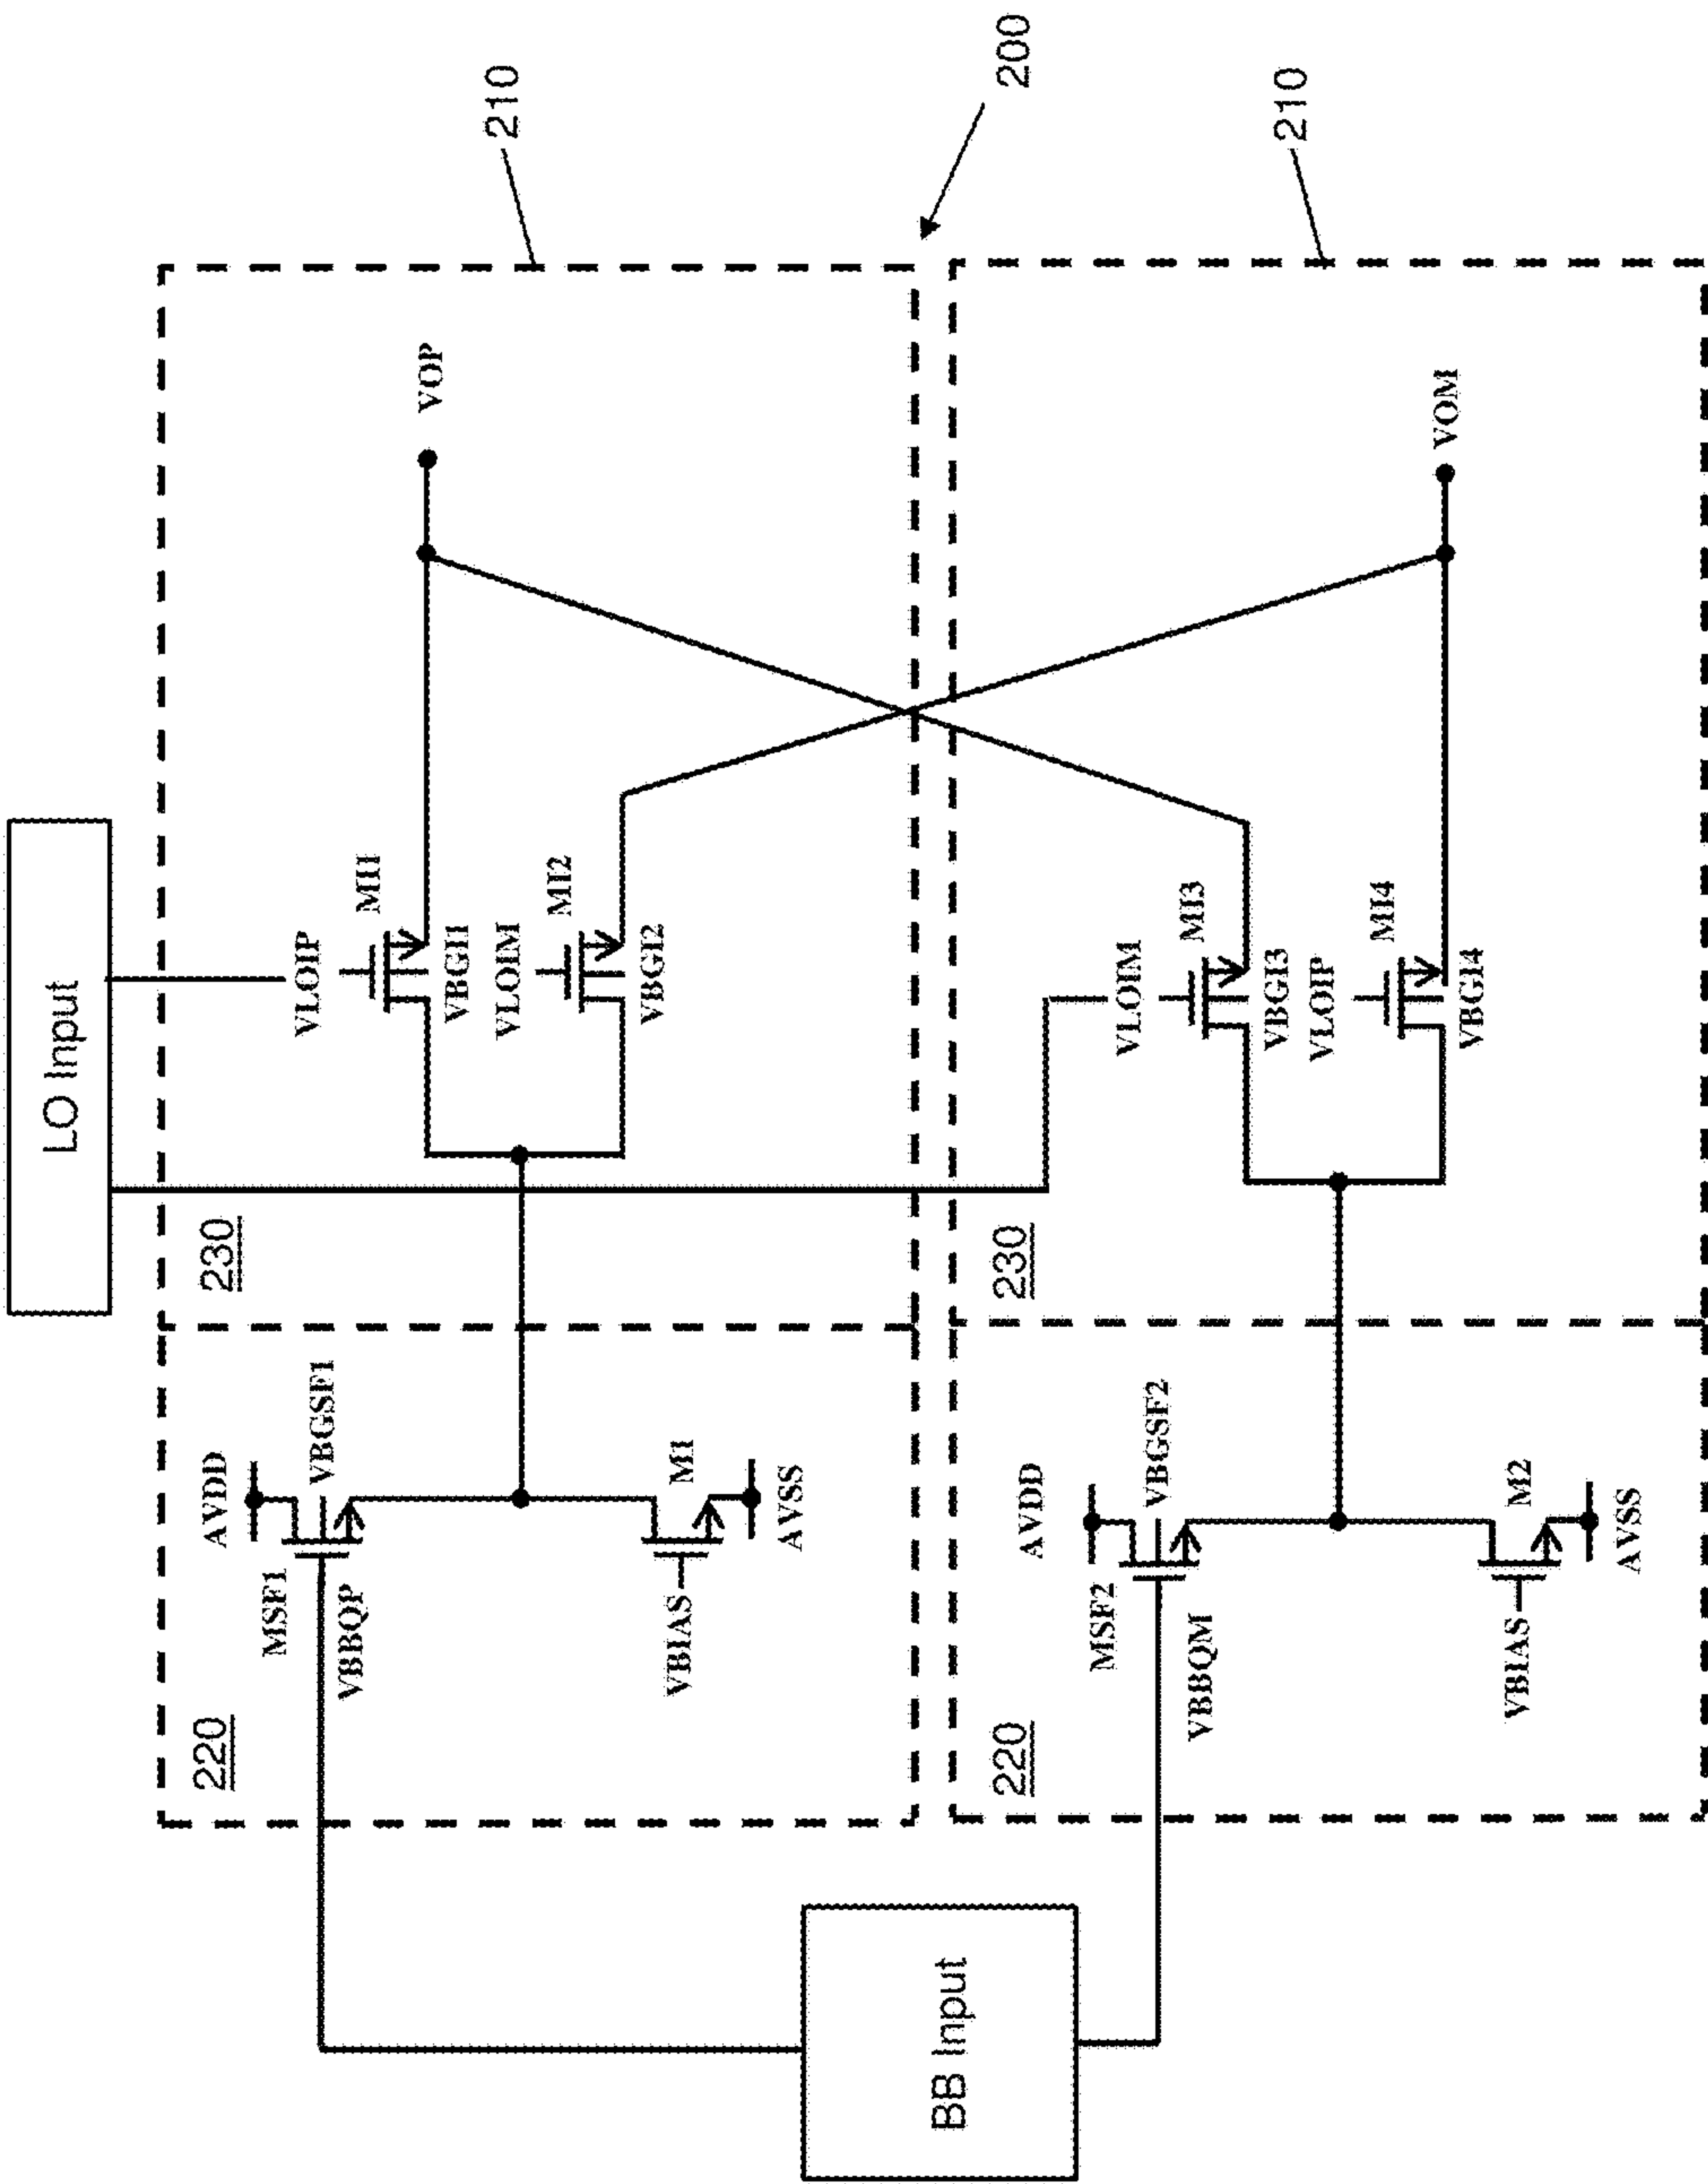 LO Input
210
200
210
230
VLOIP
MI1
VBGI1
VOP
VLOIM
MI2
VBGI2
220
AVDD
MSF1
VBGSF1
VBBQP
VBIAS
M1
AVSS
230
VLOIM
MI3
VBGI3
VLOIP
MI4
VBGI4
VOM
220
AVDD
MSF2
VBGSF2
VBBQM
VBIAS
M2
AVSS
BB Input